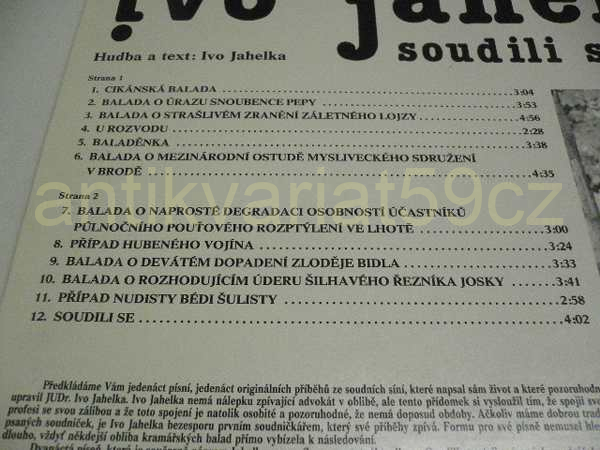 ivo jahel
soudili s
Hudba a text: Ivo Jahelka
Strana 1
1. CIKÁNSKÁ BALADA 3:04
2. BALADA O ÚRAZU SNOUBENCE PEPY 3:53
3. BALADA O STRAŠLIVÉM ZRANĚNÍ ZÁLETNÉHO LOJZY 4:56
4. U ROZVODU 2:28
5. BALADĚNKA 3:38
6. BALADA O MEZINÁRODNÍ OSTUDĚ MYSLIVECKÉHO SDRUŽENÍ
V BRODĚ 4:35
antikvariat59cz
Strana 2
7. BALADA O NAPROSTÉ DEGRADACI OSOBNOSTÍ ÚČASTNÍKŮ
PŮLNOČNÍHO POUŤOVÉHO ROZPTÝLENÍ VE LHOTĚ 3:00
8. PŘÍPAD HUBENÉHO VOJÍNA 3:24
9. BALADA O DEVÁTÉM DOPADENÍ ZLODĚJE BIDLA 3:33
10. BALADA O ROZHODUJÍCÍM ÚDERU ŠILHAVÉHO ŘEZNÍKA JOSKY 3:41
11. PŘÍPAD NUDISTY BÉDI ŠULISTY 2:58
12. SOUDILI SE 4:02
Předkládáme Vám jedenáct písní, jedenáct originálních příběhů ze soudních síní, které napsal sám život a které pozoruhodn
upravil JUDr. Ivo Jahelka. Ivo Jahelka nemá nálepku zpívající advokát v oblibě, ale tento přídomek si vysloužil tím, že spojil svo
profesi se svou zálibou a že toto spojení je natolik osobité a pozoruhodné, že nemá doposud obdoby. Ačkoliv máme dobrou trad
psaných soudniček, je Ivo Jahelka bezesporu prvním soudničkářem, který své příběhy zpívá. Formu pro své písně nemusel hle
dlouho, vždyť někdejší obliba kramářských balad přímo vybízela k následování.